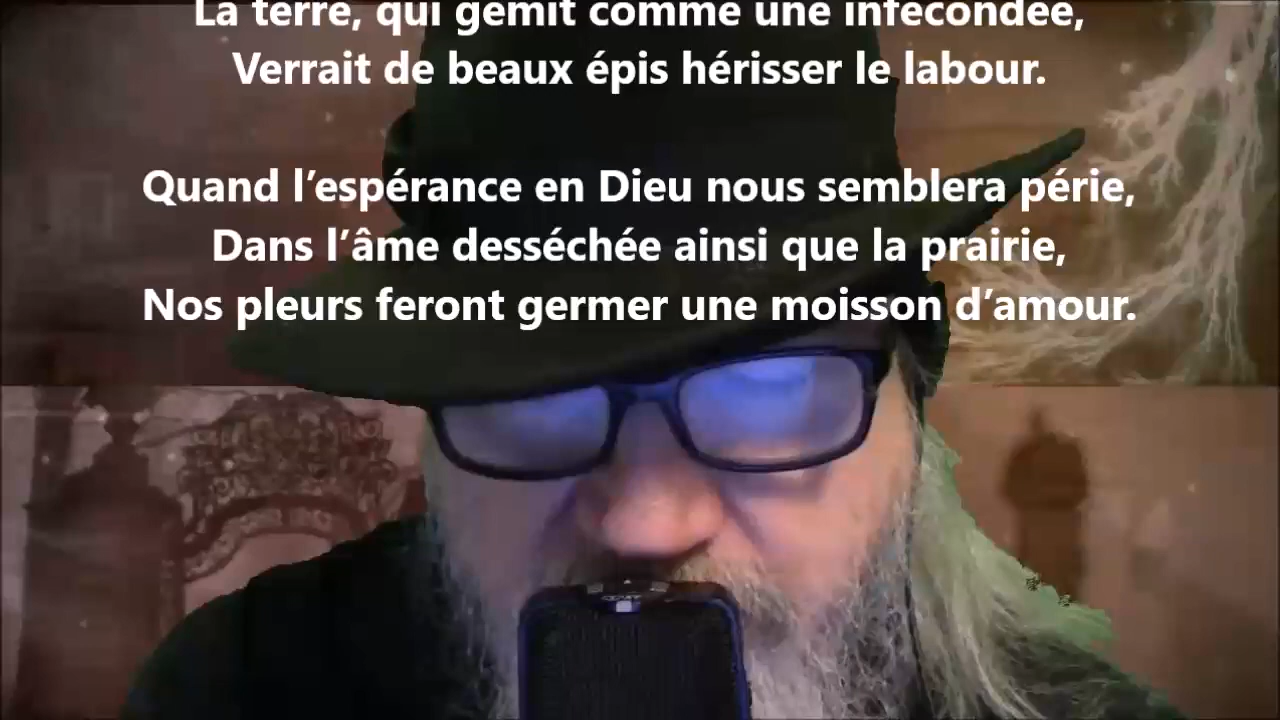 La terre, qui gémit comme une infécondée,
Verrait de beaux épis hérisser le labour.
Quand l’espérance en Dieu nous semblera périe,
Dans l’âme desséchée ainsi que la prairie,
Nos pleurs feront germer une moisson d’amour.